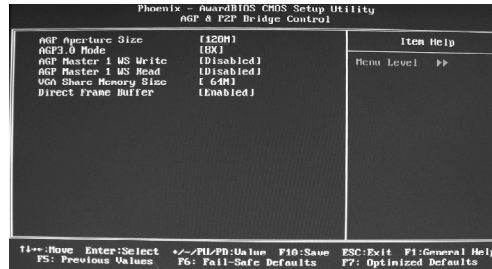 Phoenix - AwardBIOS CMOS Setup Utility
AGP & P2P Bridge Control
AGP Aperture Size [128M]
AGP3.0 Mode [8X]
AGP Master 1 WS Write [Disabled]
AGP Master 1 WS Read [Disabled]
VGA Share Memory Size [ 64M]
Direct Frame Buffer [Enabled]
Item Help
Menu Level ▶▶
↑↓→←:Move Enter:Select +/-/PU/PD:Value F10:Save ESC:Exit F1:General Hel
F5: Previous Values F6: Fail-Safe Defaults F7: Optimized Defaults